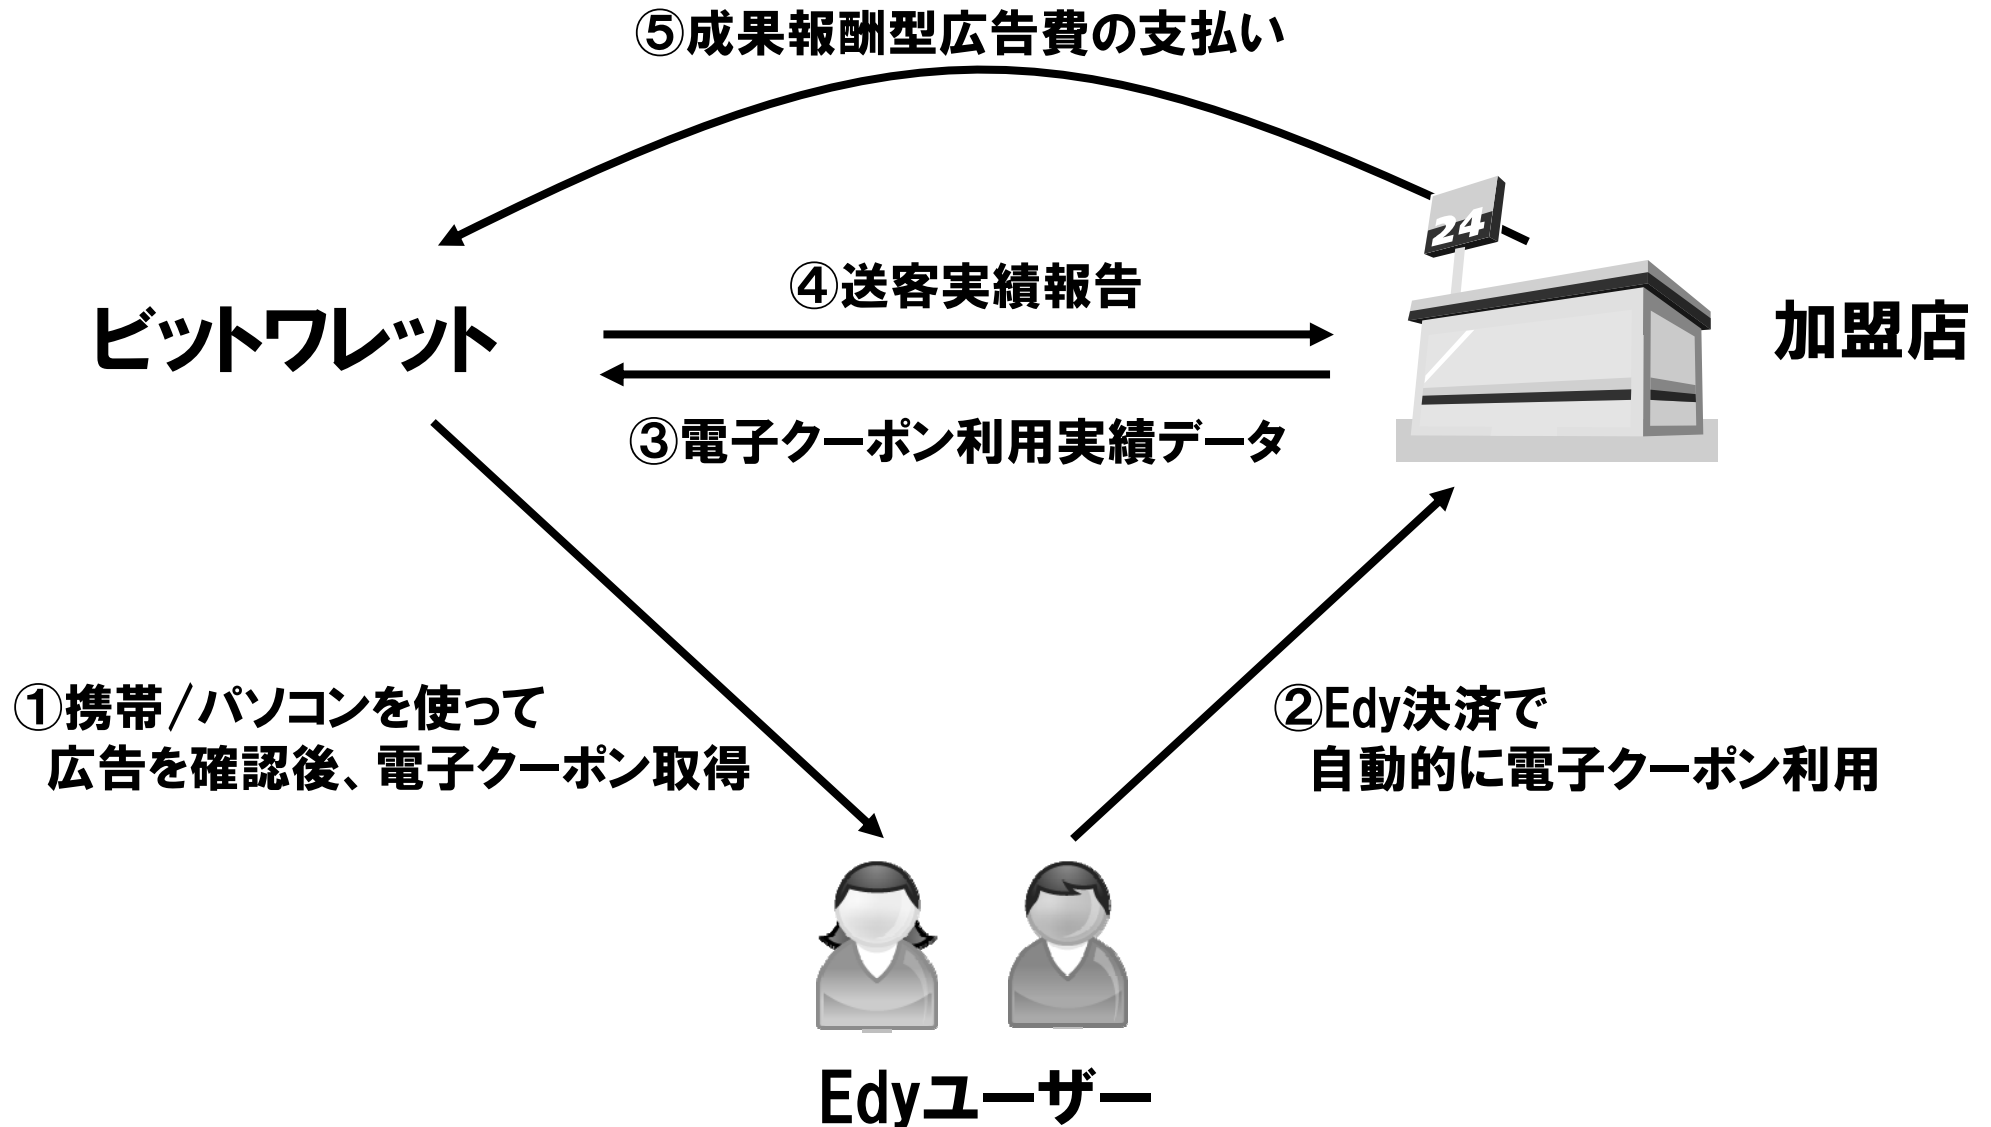 ⑤成果報酬型広告費の支払い
24
④送客実績報告
ビットワレット
加盟店
③電子クーポン利用実績データ
①携帯/パソコンを使って
広告を確認後、電子クーポン取得
②Edy決済で
自動的に電子クーポン利用
Edyユーザー